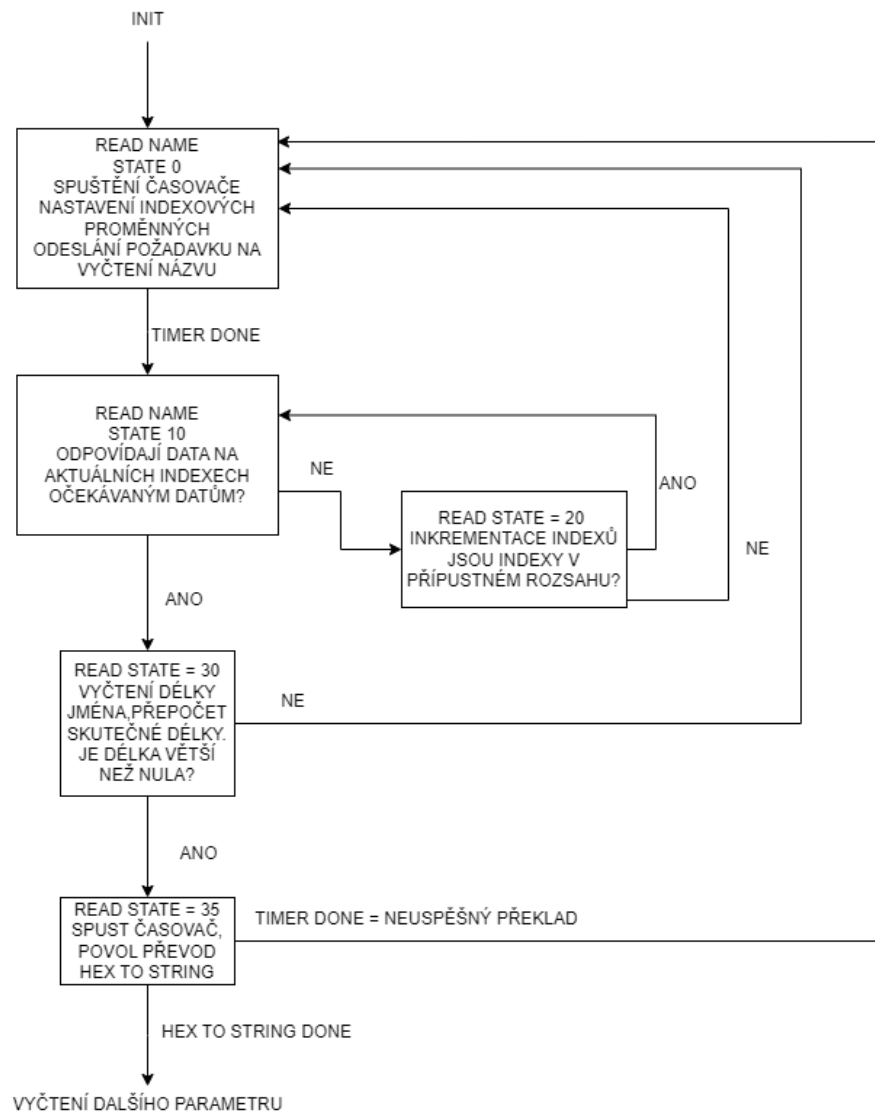 INIT
READ NAME
STATE 0
SPUŠTĚNÍ ČASOVAČE
NASTAVENÍ INDEXOVÝCH
PROMĚNNÝCH
ODESLÁNÍ POŽADAVKU NA
VYČTENÍ NÁZVU
TIMER DONE
READ NAME
STATE 10
ODPOVÍDAJÍ DATA NA
AKTUÁLNÍCH INDEXECH
OČEKÁVANÝM DATŮM?
NE
ANO
READ STATE = 20
INKREMENTACE INDEXŮ
JSOU INDEXY V
PŘÍPUSTNÉM ROZSAHU?
NE
ANO
READ STATE = 30
VYČTENÍ DÉLKY
JMÉNA,PŘEPOČET
SKUTEČNÉ DÉLKY.
JE DÉLKA VĚTŠÍ
NEŽ NULA?
NE
ANO
READ STATE = 35
SPUST ČASOVAČ,
POVOL PŘEVOD
HEX TO STRING
TIMER DONE = NEUSPĚŠNÝ PŘEKLAD
HEX TO STRING DONE
VYČTENÍ DALŠÍHO PARAMETRU